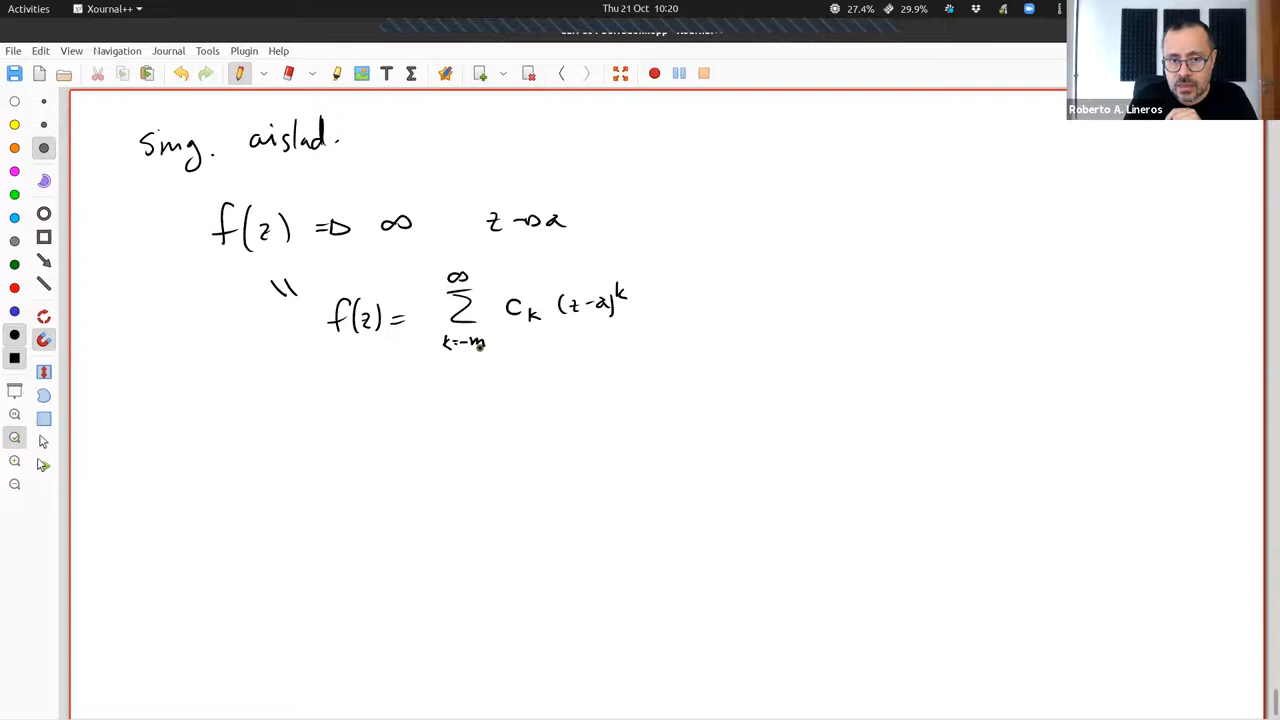 Activities Xournal++ Thu 21 Oct 10:20 27.4% 29.9%
File Edit View Navigation Journal Tools Plugin Help
Roberto A. Lineros
Sing. aislad.
f(z) ⇒ ∞ z → a
" f(z) = ∑ C_k (z-a)^k
∞
k=-m